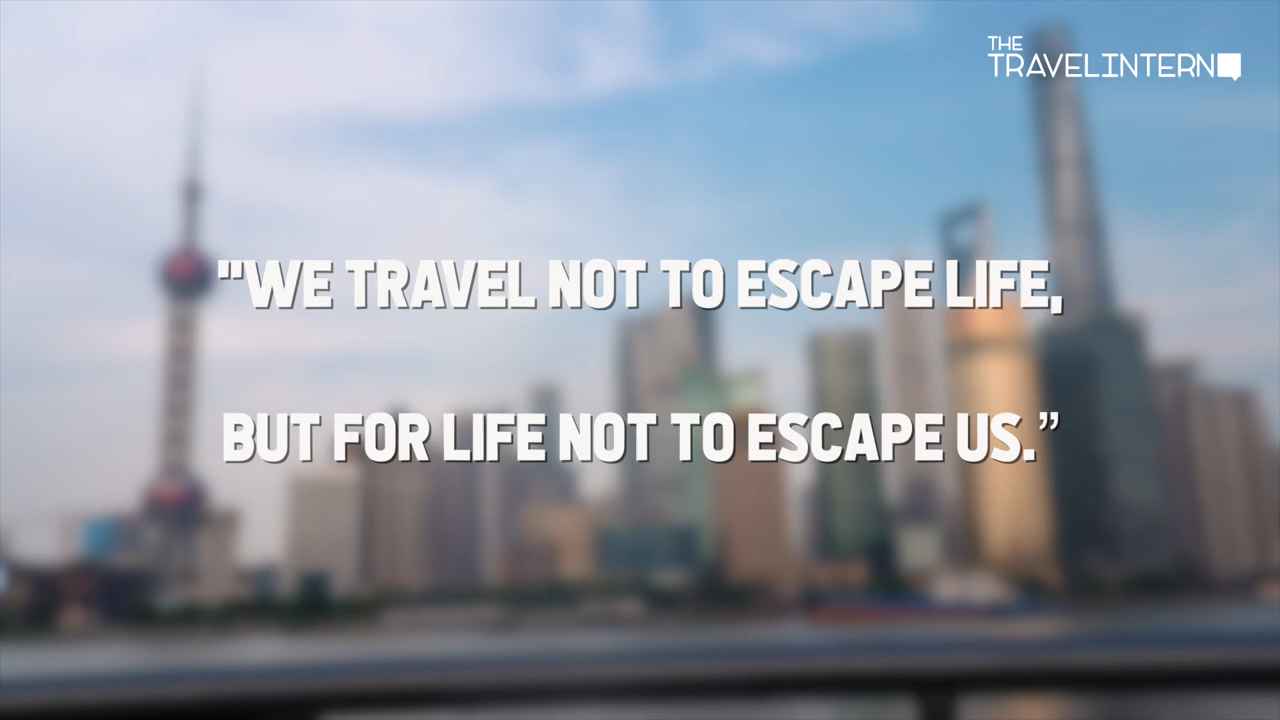 THE
TRAVELINTERN
"WE TRAVEL NOT TO ESCAPE LIFE,
BUT FOR LIFE NOT TO ESCAPE US.”